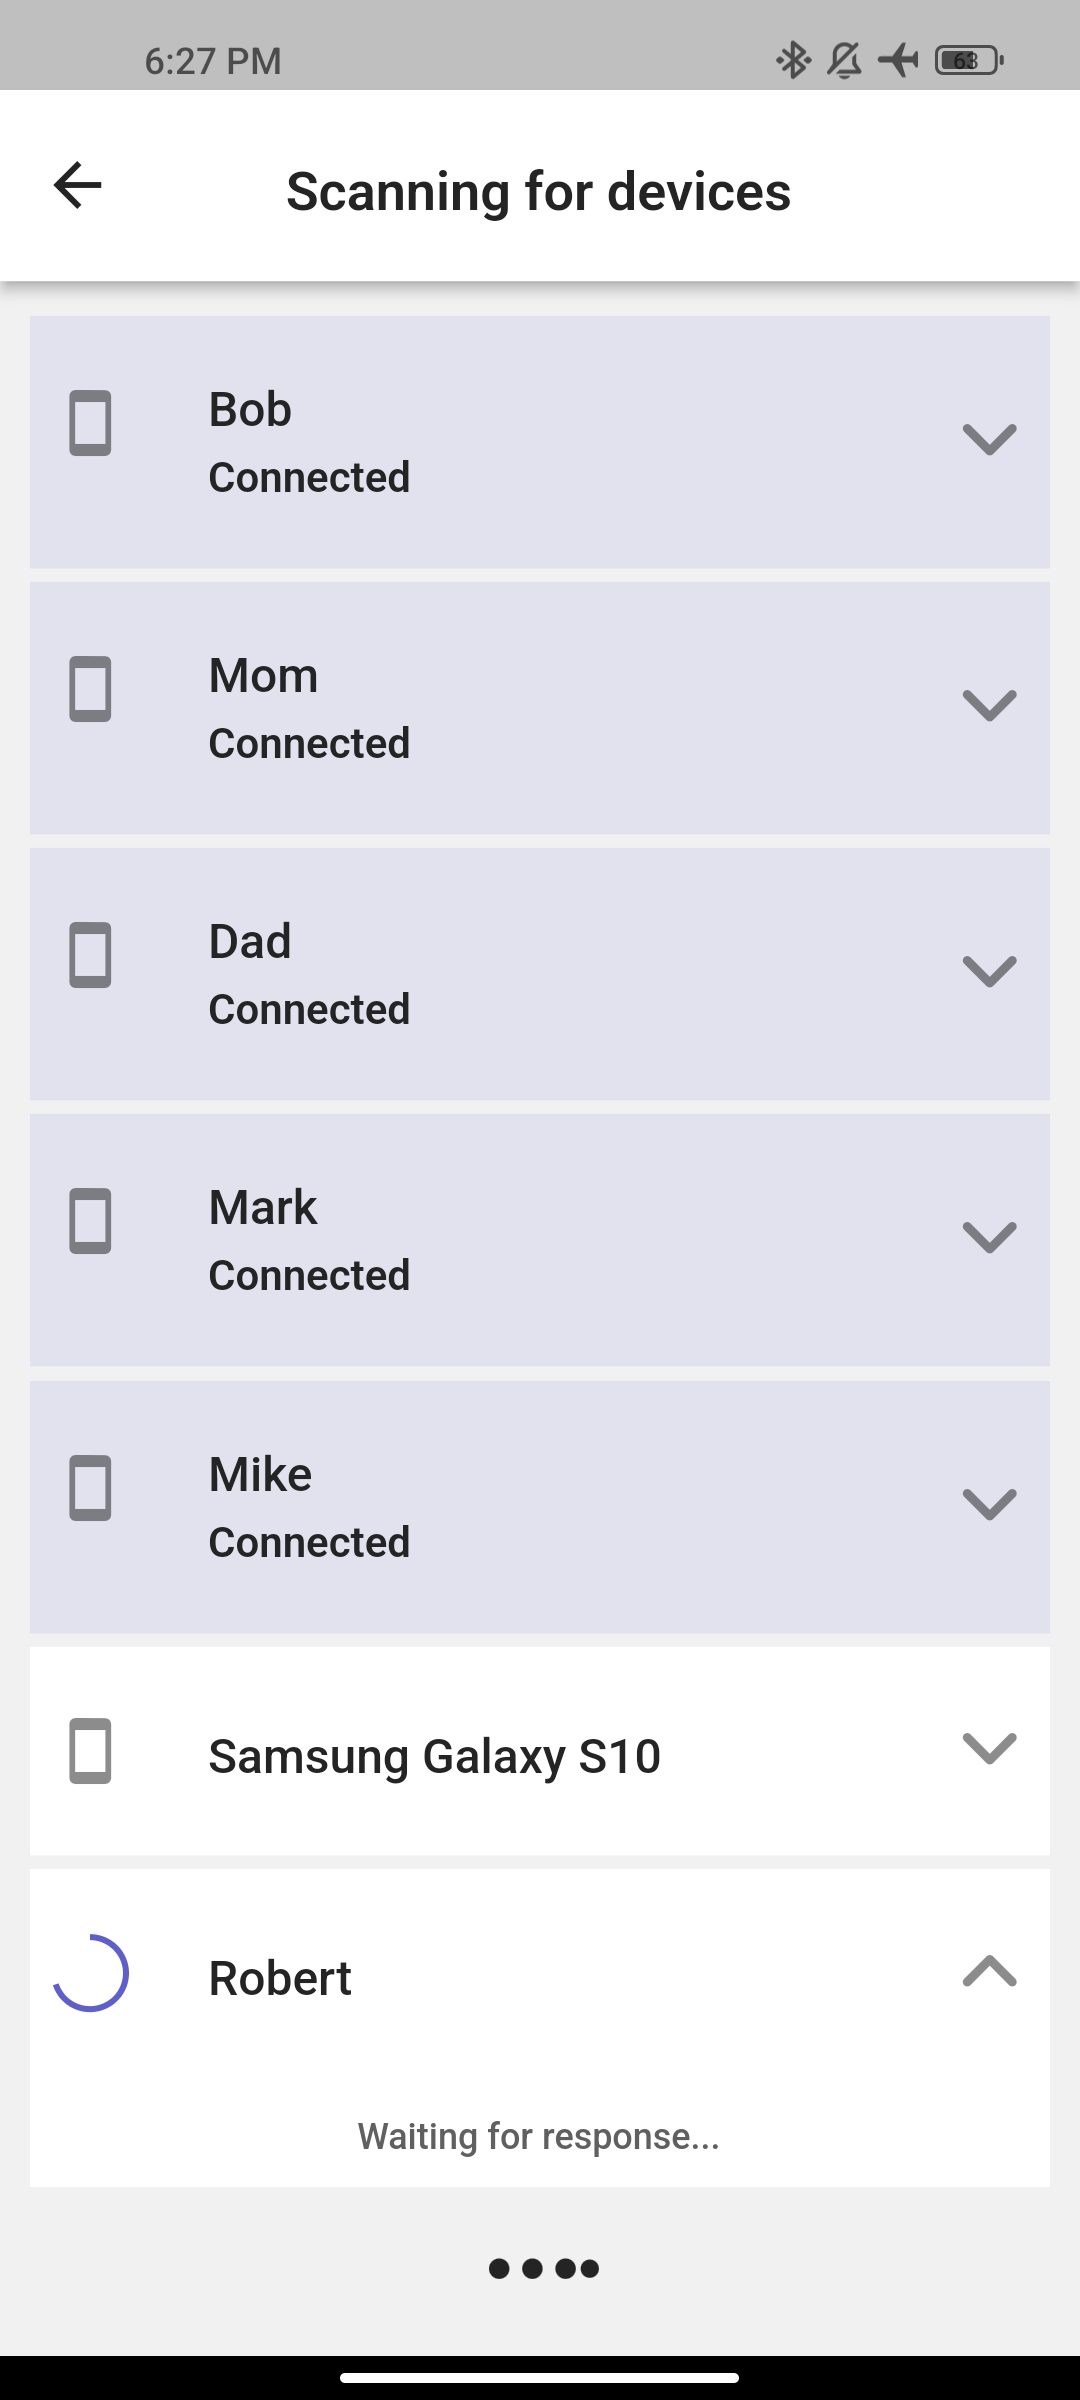 6:27 PM
63
Scanning for devices
Bob
Connected
Mom
Connected
Dad
Connected
Mark
Connected
Mike
Connected
Samsung Galaxy S10
Robert
Waiting for response...